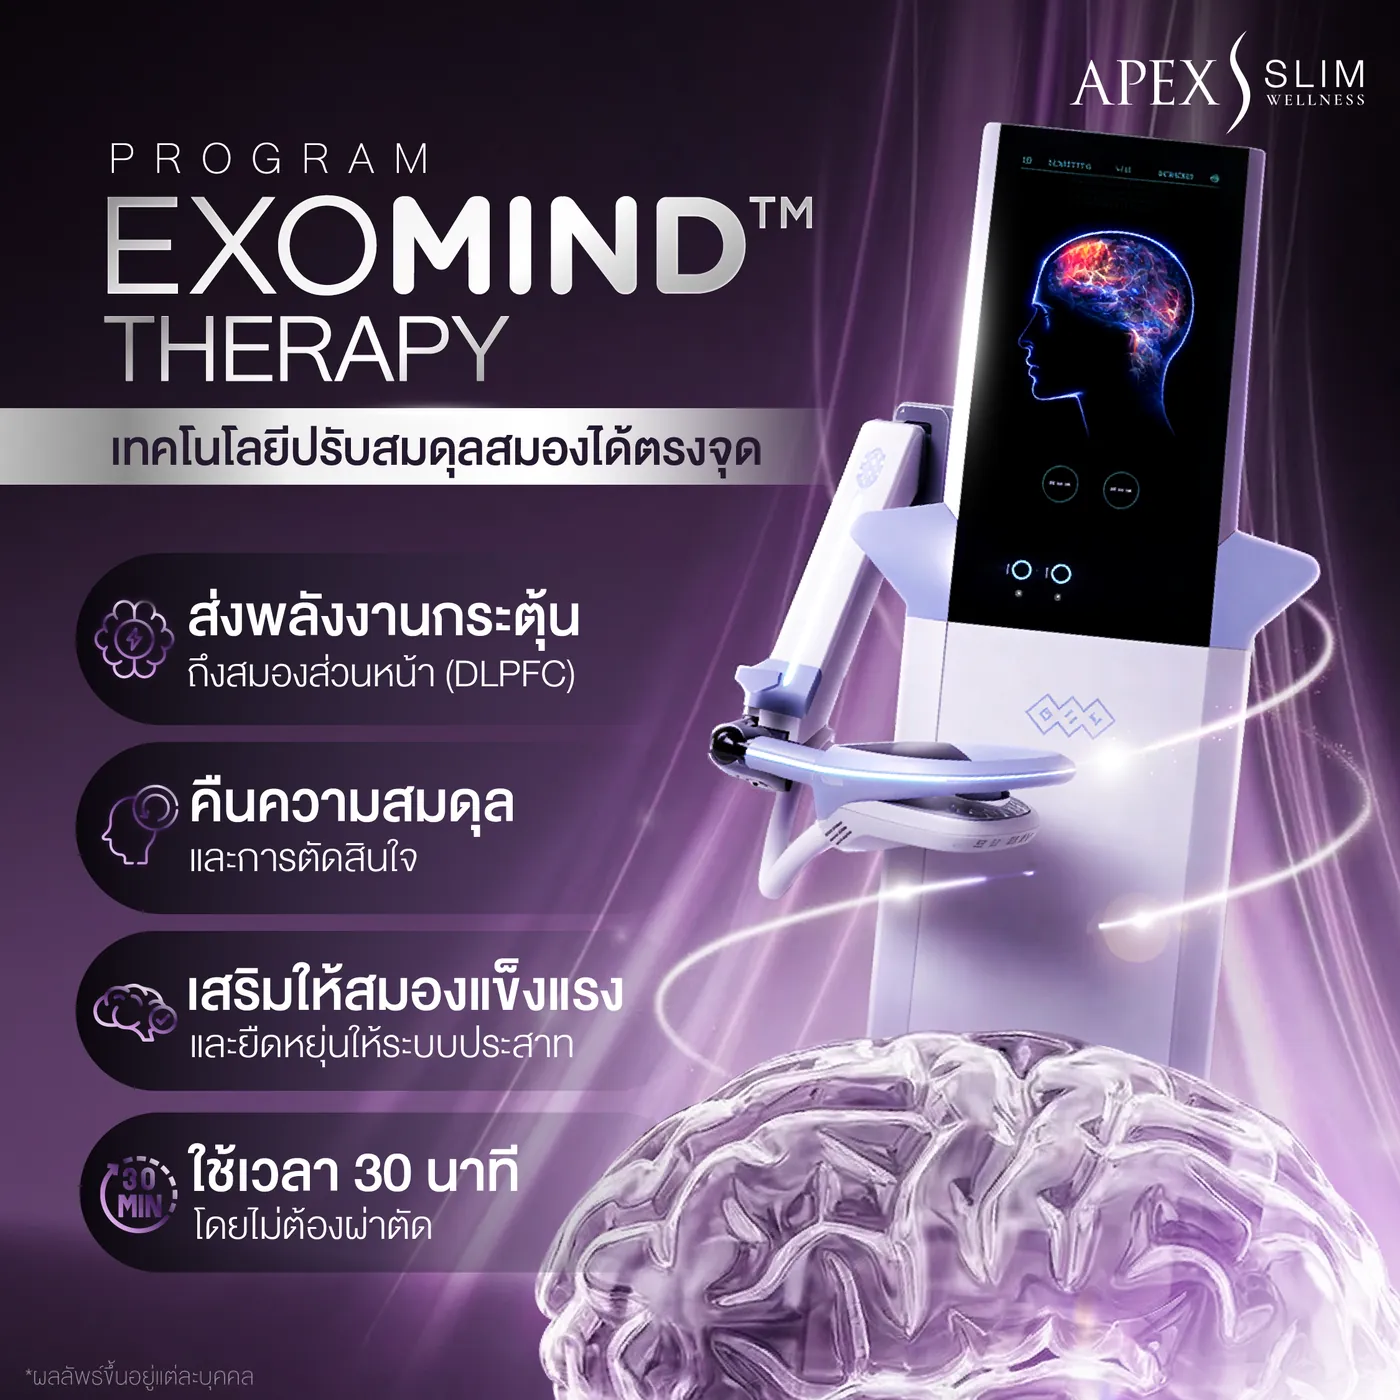 APEX SLIM
WELLNESS
PROGRAM
EXOMIND™
THERAPY
เทคโนโลยีปรับสมดุลสมองได้ตรงจุด
ส่งพลังงานกระตุ้น
ถึงสมองส่วนหน้า (DLPFC)
คืนความสมดุล
และการตัดสินใจ
เสริมให้สมองแข็งแรง
และยืดหยุ่นให้ระบบประสาท
30
MIN
ใช้เวลา 30 นาที
โดยไม่ต้องผ่าตัด
*ผลลัพธ์ขึ้นอยู่แต่ละบุคคล